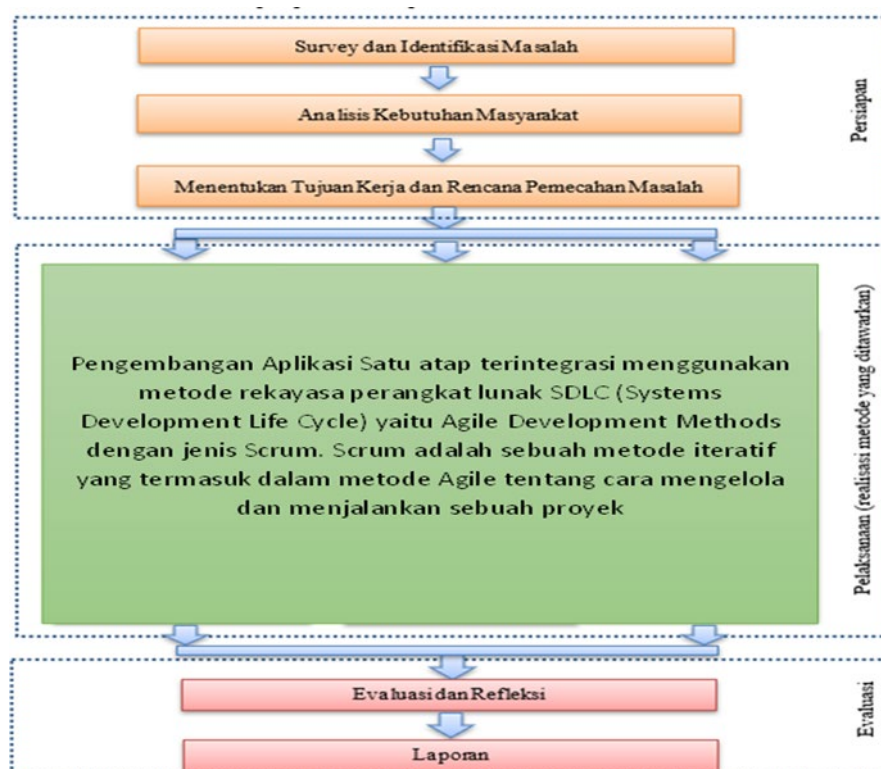 Survey dan Identifikasi Masalah
Analisis Kebutuhan Masyarakat
Menentukan Tujuan Kerja dan Rencana Pemecahan Masalah
Persiapan
Pengembangan Aplikasi Satu atap terintegrasi menggunakan
metode rekayasa perangkat lunak SDLC (Systems
Development Life Cycle) yaitu Agile Development Methods
dengan jenis Scrum. Scrum adalah sebuah metode iteratif
yang termasuk dalam metode Agile tentang cara mengelola
dan menjalankan sebuah proyek
Pelaksanaan (realisasi metode yang ditawarkan)
Evaluasi dan Refleksi
Laporan
Evaluasi